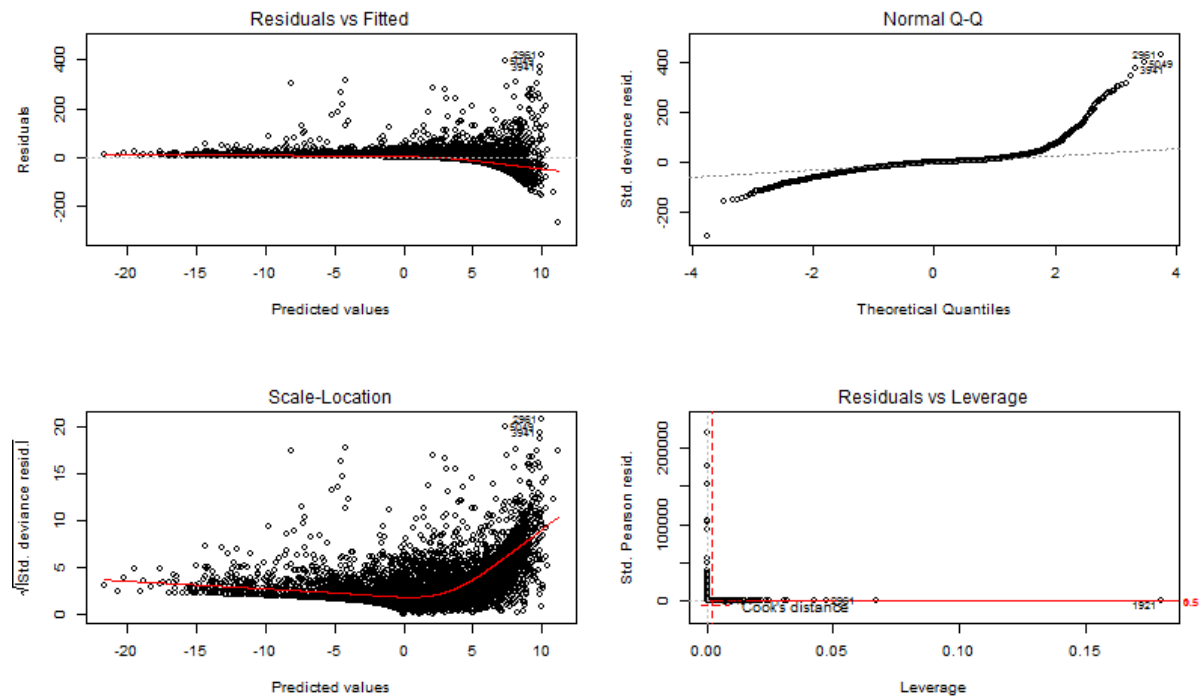 Residuals vs Fitted
Residuals
400
200
0
-200
2961
5049
3941
-20 -15 -10 -5 0 5 10
Predicted values
Normal Q-Q
Std. deviance resid.
400
200
0
-200
2961
5049
3941
-4 -2 0 2 4
Theoretical Quantiles
Scale-Location
√|Std. deviance resid.|
20
15
10
5
0
2961
5049
3941
-20 -15 -10 -5 0 5 10
Predicted values
Residuals vs Leverage
Std. Pearson resid.
200000
100000
0
Cook's distance
1921
0.5
0.00 0.05 0.10 0.15
Leverage